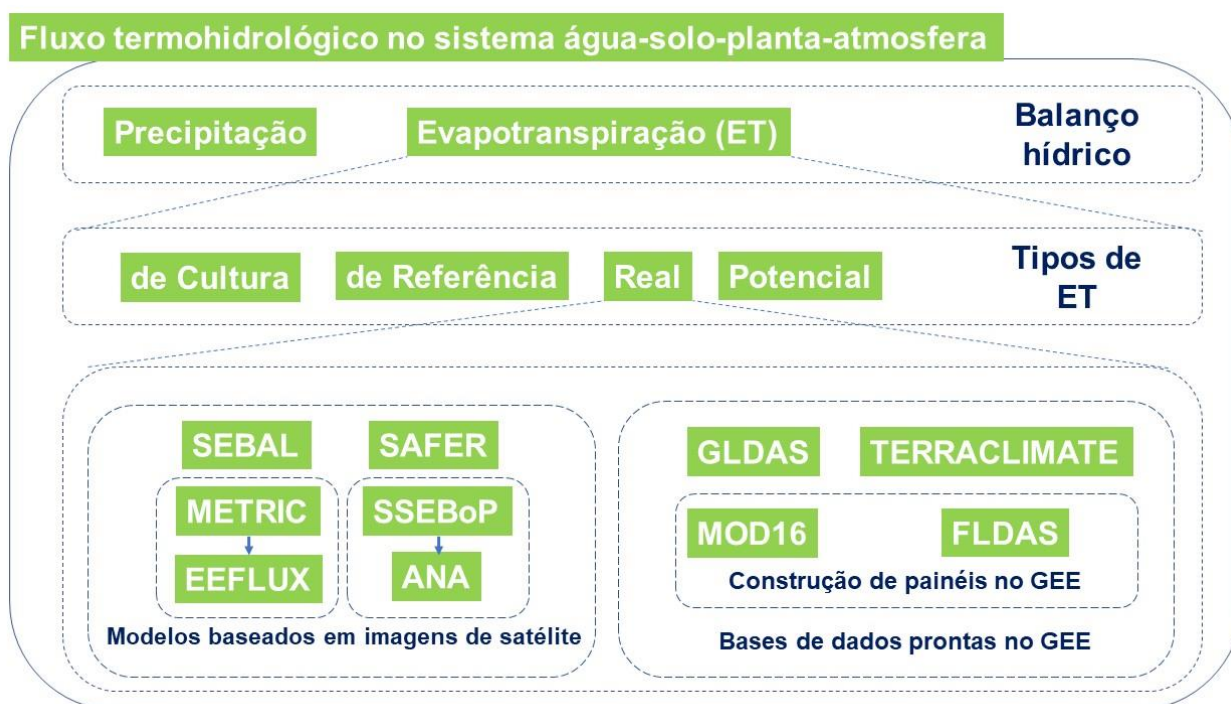 Fluxo termohidrológico no sistema água-solo-planta-atmosfera
Precipitação
Evapotranspiração (ET)
Balanço
hídrico
de Cultura
de Referência
Real
Potencial
Tipos de
ET
SEBAL
SAFER
METRIC
SSEBoP
EEFLUX
ANA
Modelos baseados em imagens de satélite
GLDAS
TERRACLIMATE
MOD16
FLDAS
Construção de painéis no GEE
Bases de dados prontas no GEE